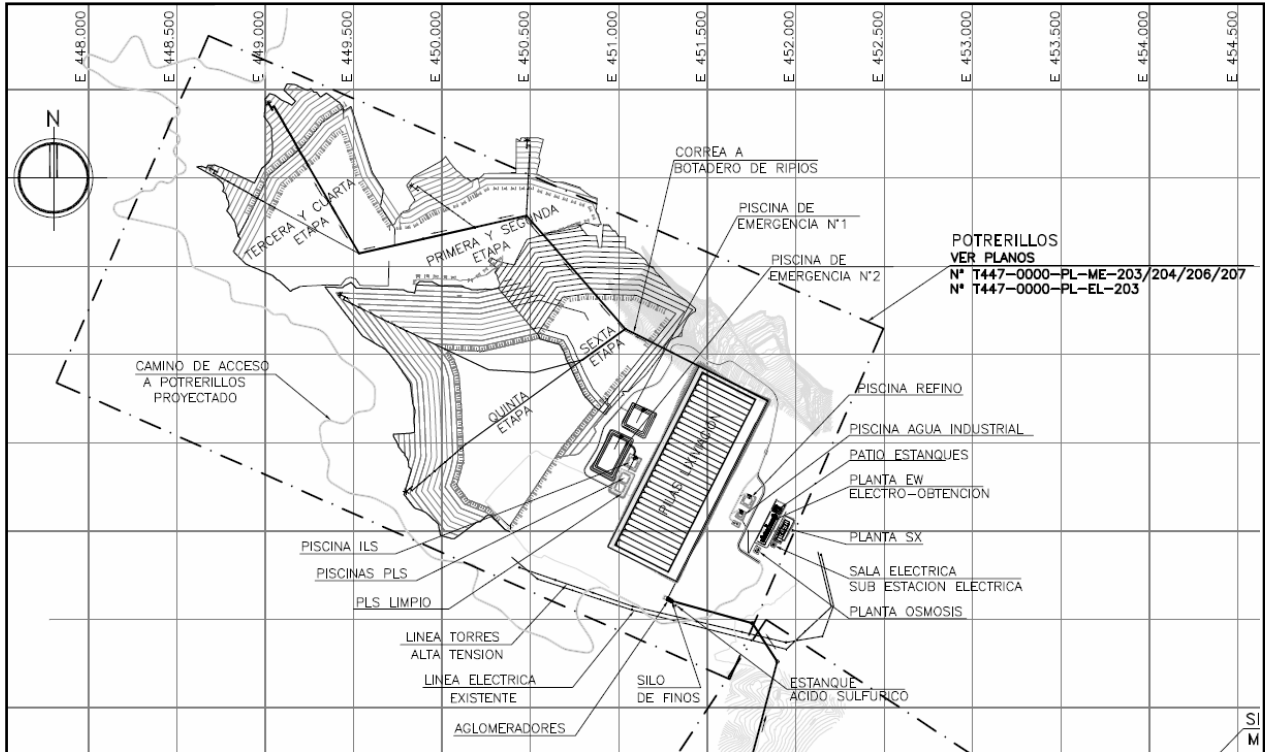 E 448.000
E 448.500
E 449.000
E 449.500
E 450.000
E 450.500
E 451.000
E 451.500
E 452.000
E 452.500
E 453.000
E 453.500
E 454.000
E 454.500
N
CORREA A
BOTADERO DE RIPIOS
PISCINA DE
EMERGENCIA N°1
PISCINA DE
EMERGENCIA N°2
POTRERILLOS
VER PLANOS
N° T447-0000-PL-ME-203/204/206/207
N° T447-0000-PL-EL-203
TERCERA Y CUARTA
ETAPA
PRIMERA Y SEGUNDA
ETAPA
SEXTA
ETAPA
QUINTA
ETAPA
CAMINO DE ACCESO
A POTRERILLOS
PROYECTADO
PILAS LIXIVIACION
PISCINA REFINO
PISCINA AGUA INDUSTRIAL
PATIO ESTANQUES
PLANTA EW
ELECTRO-OBTENCION
PLANTA SX
SALA ELECTRICA
SUB ESTACION ELECTRICA
PLANTA OSMOSIS
PISCINA ILS
PISCINAS PLS
PLS LIMPIO
LINEA TORRES
ALTA TENSION
LINEA ELECTRICA
EXISTENTE
AGLOMERADORES
SILO
DE FINOS
ESTANQUE
ACIDO SULFURICO
SI
M